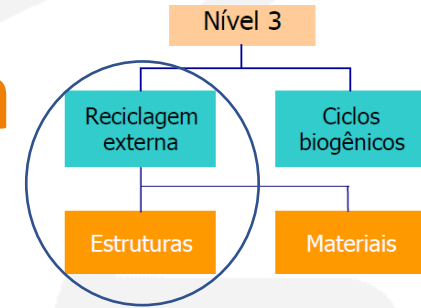 Nível 3
Reciclagem
externa
Ciclos
biogênicos
Estruturas
Materiais